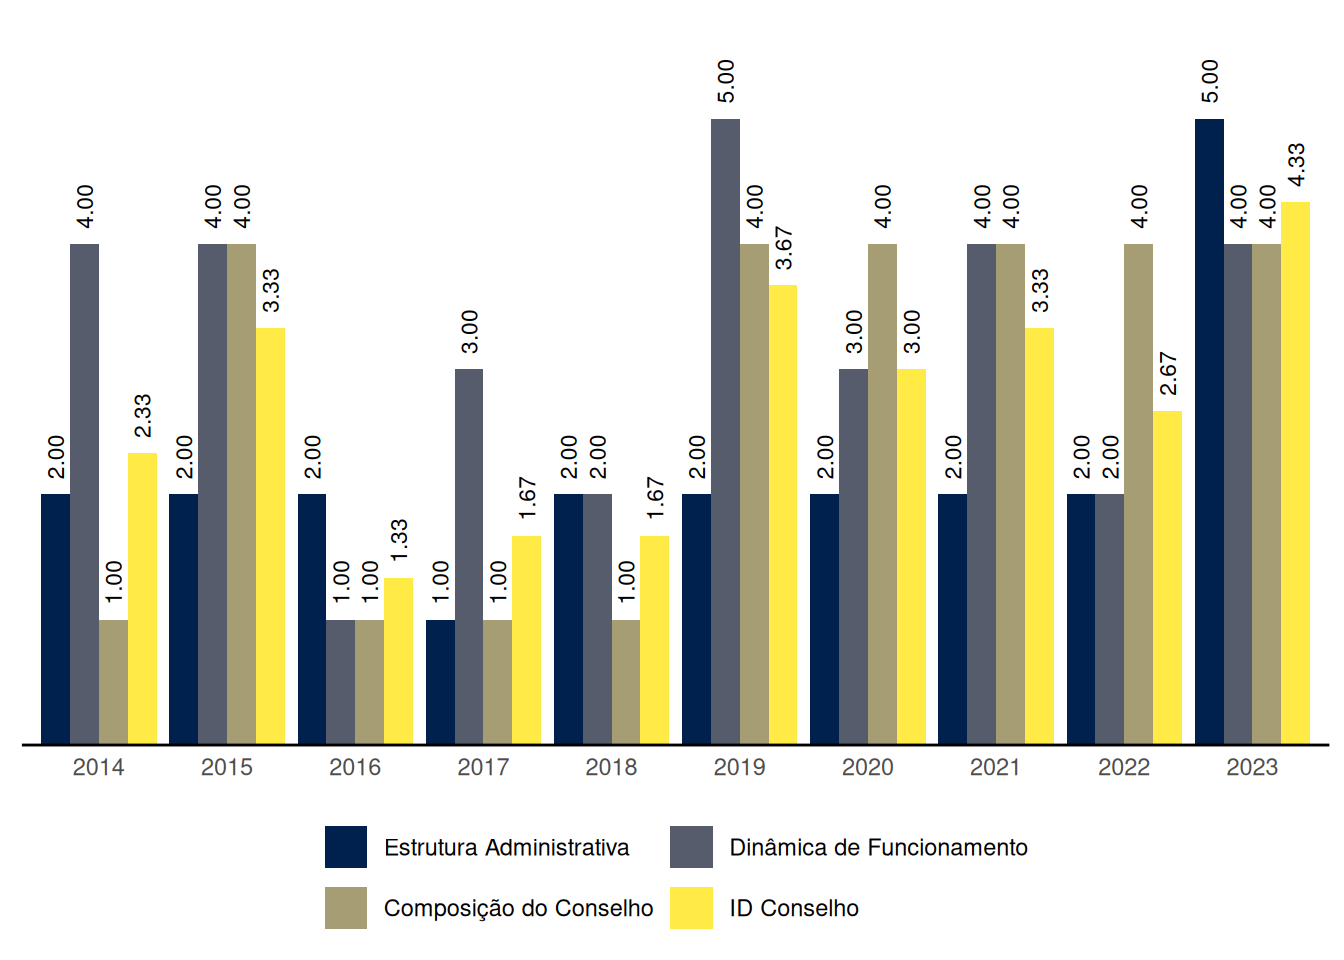 2.00 4.00 1.00 2.33 2.00 4.00 4.00 3.33 2.00 1.00 1.00 1.33 1.00 3.00 1.00 1.67 2.00 2.00 1.00 1.67 2.00 5.00 4.00 3.67 2.00 3.00 4.00 3.00 2.00 4.00 4.00 3.33 2.00 2.00 4.00 2.67 5.00 4.00 4.00 4.33
2014 2015 2016 2017 2018 2019 2020 2021 2022 2023
Estrutura Administrativa Dinâmica de Funcionamento
Composição do Conselho ID Conselho